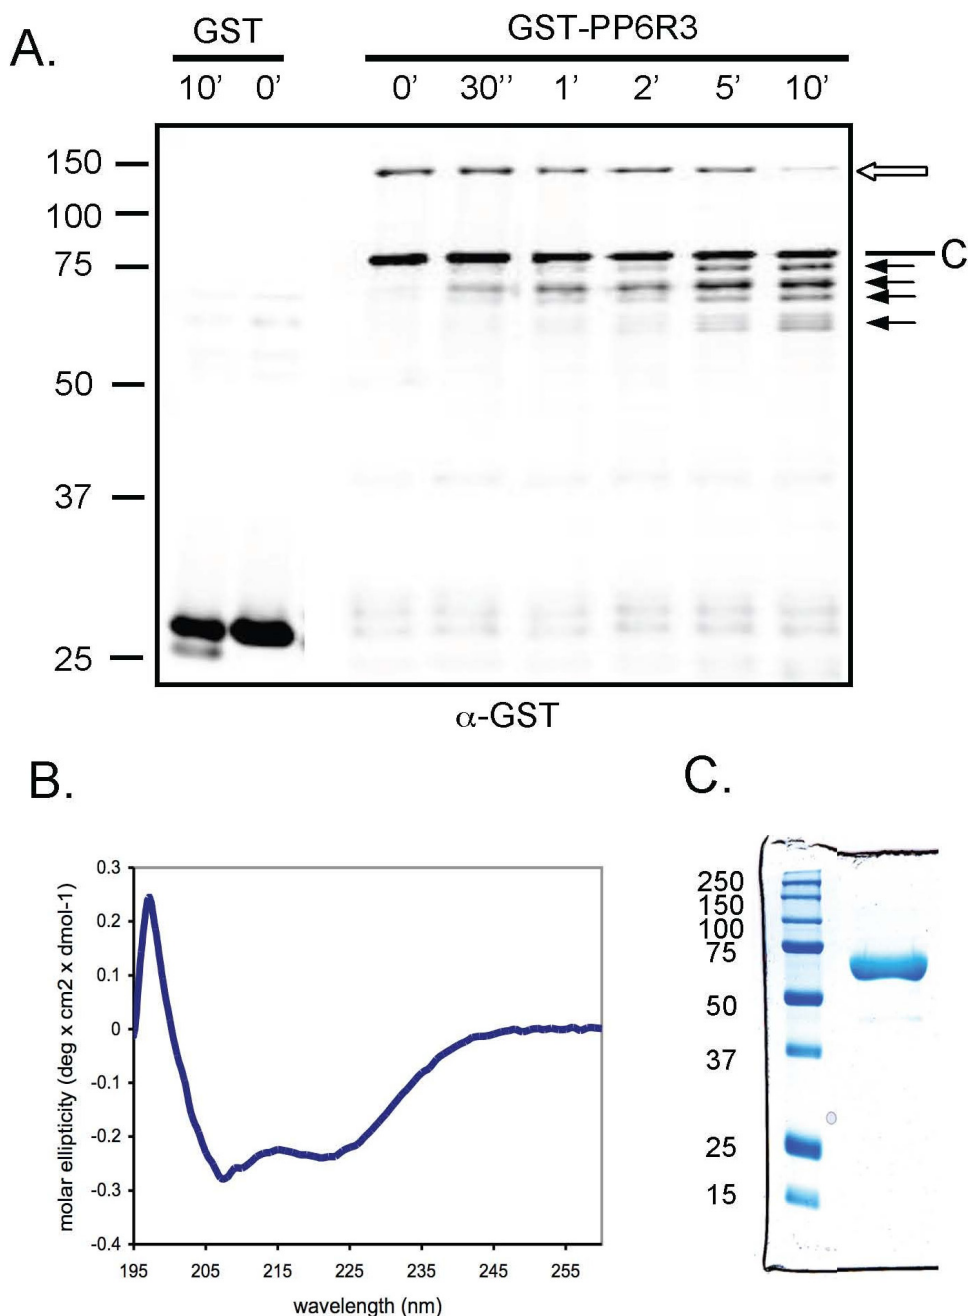 A.
GST
GST-PP6R3
10’ 0’ 0’ 30’’ 1’ 2’ 5’ 10’
150
100
75
50
37
25
C
α-GST
B.
C.
0.3
0.2
0.1
0
-0.1
-0.2
-0.3
-0.4
molar ellipticity (deg x cm2 x dmol-1)
195 205 215 225 235 245 255
wavelength (nm)
250
150
100
75
50
37
25
15